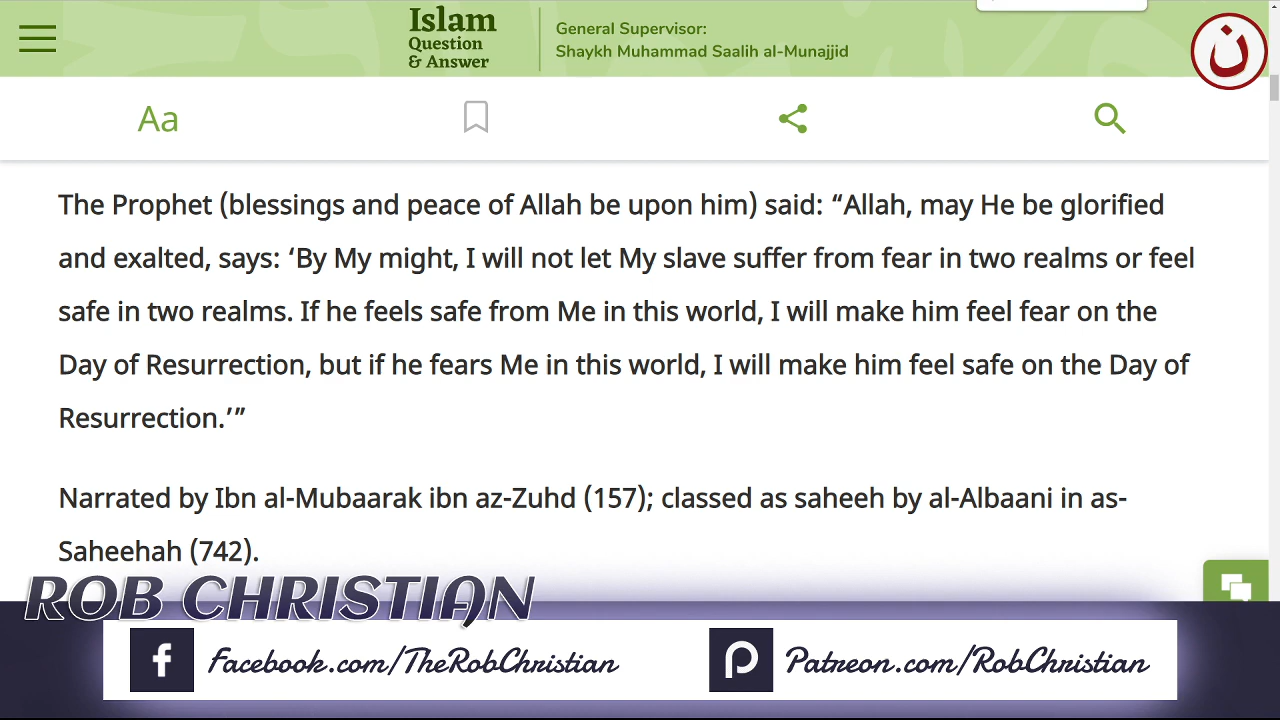 Islam
Question
& Answer
General Supervisor:
Shaykh Muhammad Saalih al-Munajjid
ن
Aa
The Prophet (blessings and peace of Allah be upon him) said: “Allah, may He be glorified
and exalted, says: ‘By My might, I will not let My slave suffer from fear in two realms or feel
safe in two realms. If he feels safe from Me in this world, I will make him feel fear on the
Day of Resurrection, but if he fears Me in this world, I will make him feel safe on the Day of
Resurrection.’”
Narrated by Ibn al-Mubaarak ibn az-Zuhd (157); classed as saheeh by al-Albaani in as-
Saheehah (742).
ROB CHRISTIAN
Facebook.com/TheRobChristian
Patreon.com/RobChristian